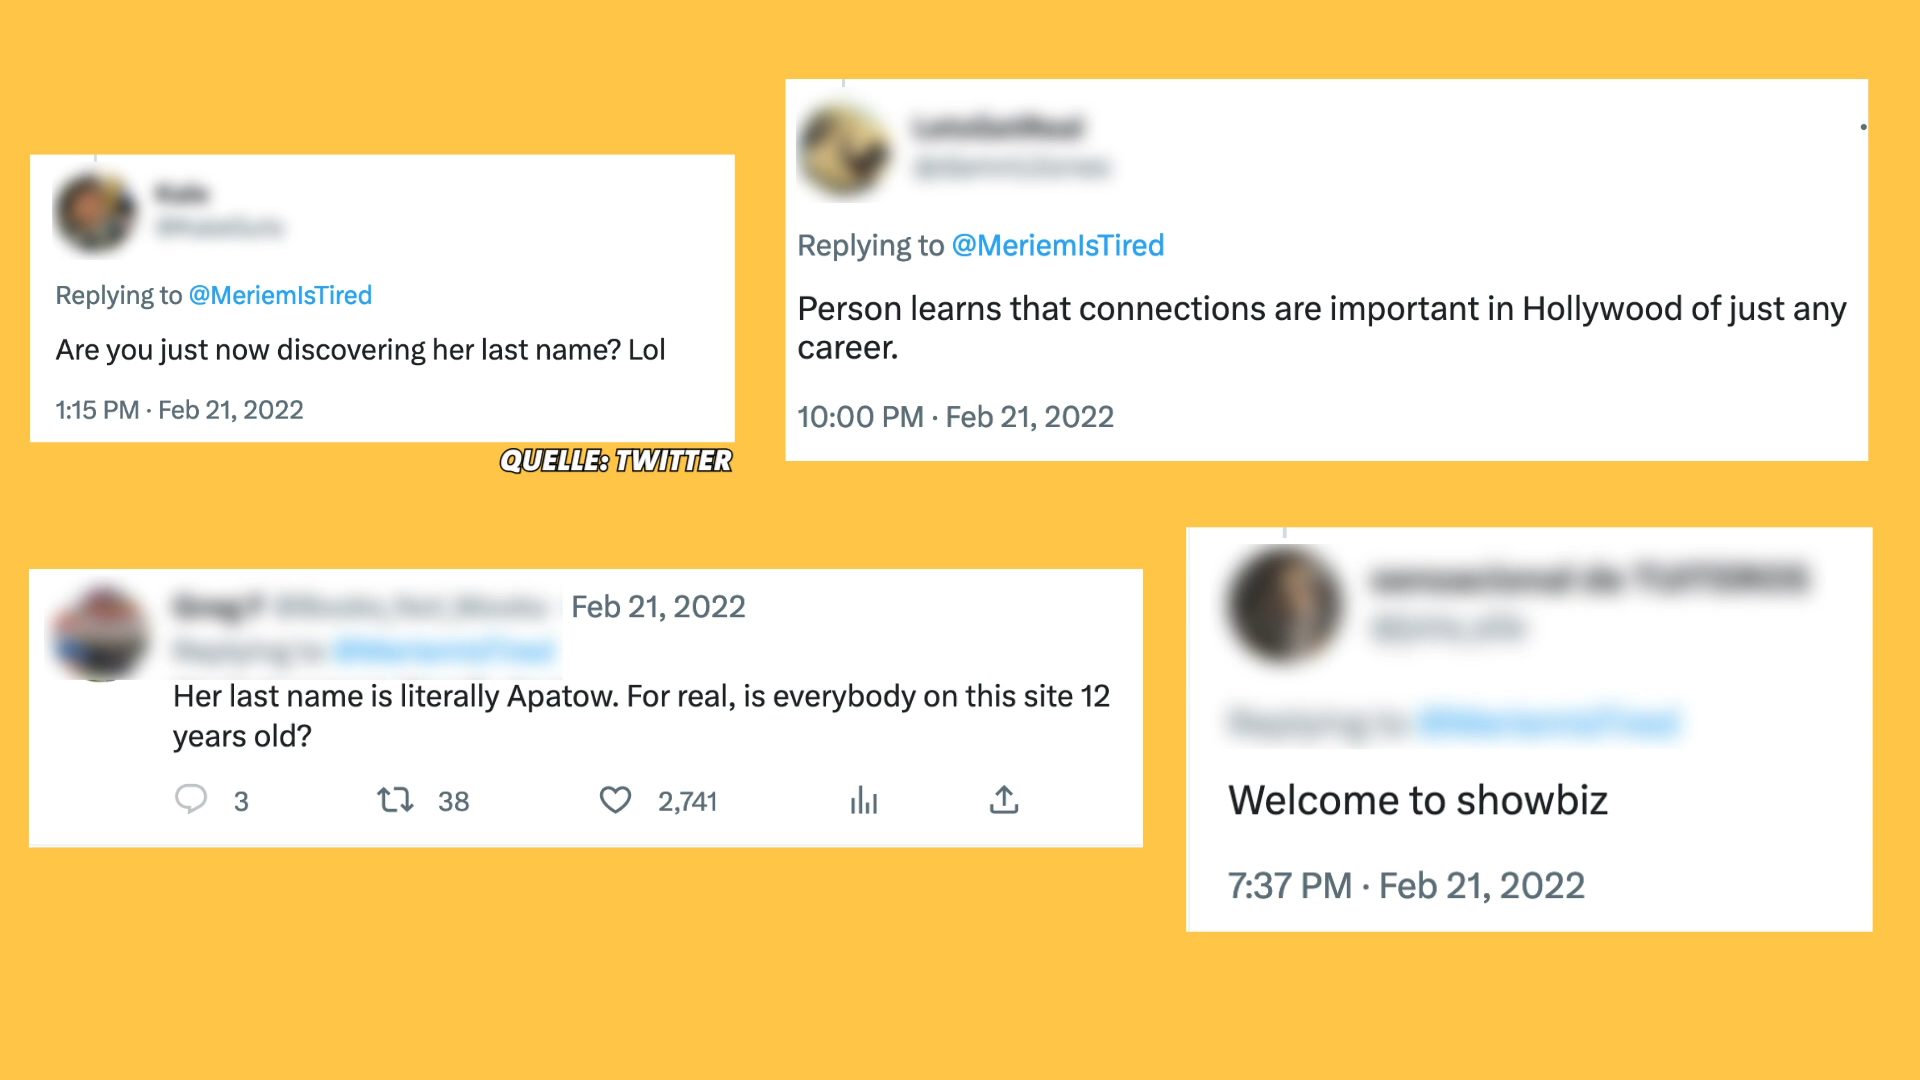 Replying to @MeriemIsTired
Are you just now discovering her last name? Lol
1:15 PM · Feb 21, 2022
QUELLE: TWITTER
Replying to @MeriemIsTired
Person learns that connections are important in Hollywood of just any
career.
10:00 PM · Feb 21, 2022
Feb 21, 2022
Her last name is literally Apatow. For real, is everybody on this site 12
years old?
3 38 2,741
Welcome to showbiz
7:37 PM · Feb 21, 2022